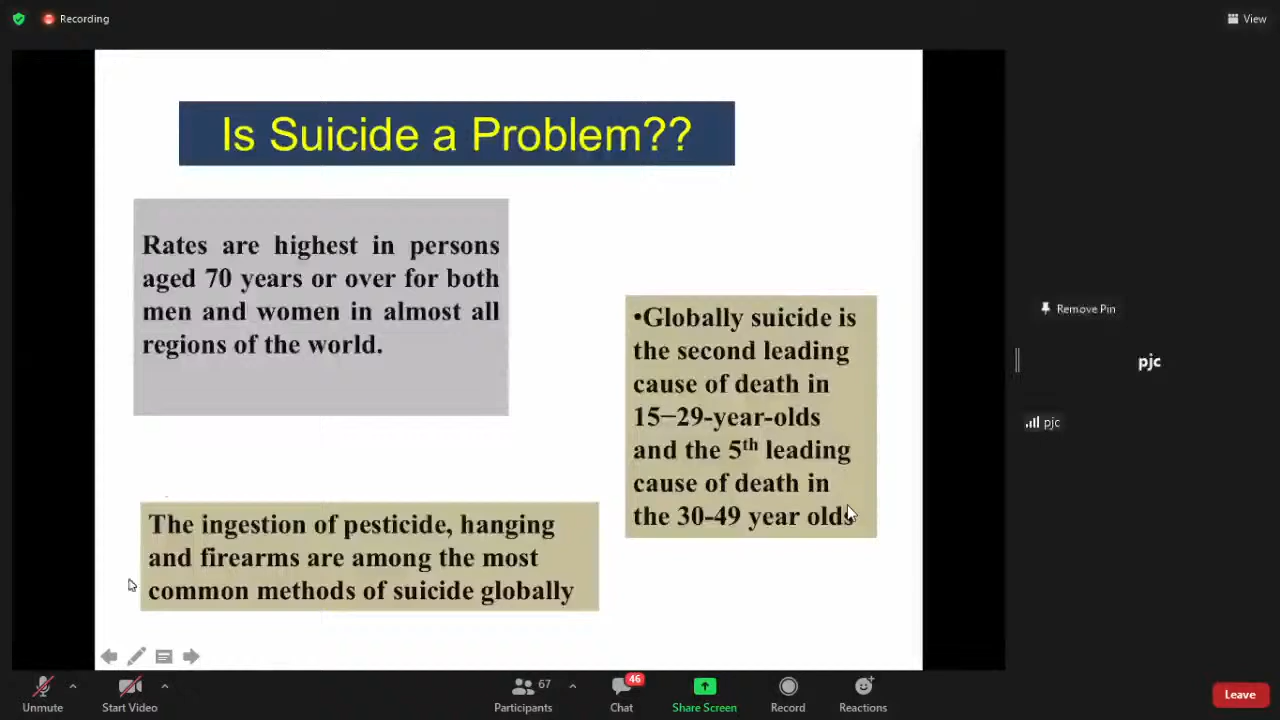 Recording
View
Is Suicide a Problem??
Rates are highest in persons
aged 70 years or over for both
men and women in almost all
regions of the world.
•Globally suicide is
the second leading
cause of death in
15−29-year-olds
and the 5th leading
cause of death in
the 30-49 year olds
The ingestion of pesticide, hanging
and firearms are among the most
common methods of suicide globally
Remove Pin
pjc
pjc
Unmute
Start Video
67
Participants
46
Chat
Share Screen
Record
Reactions
Leave